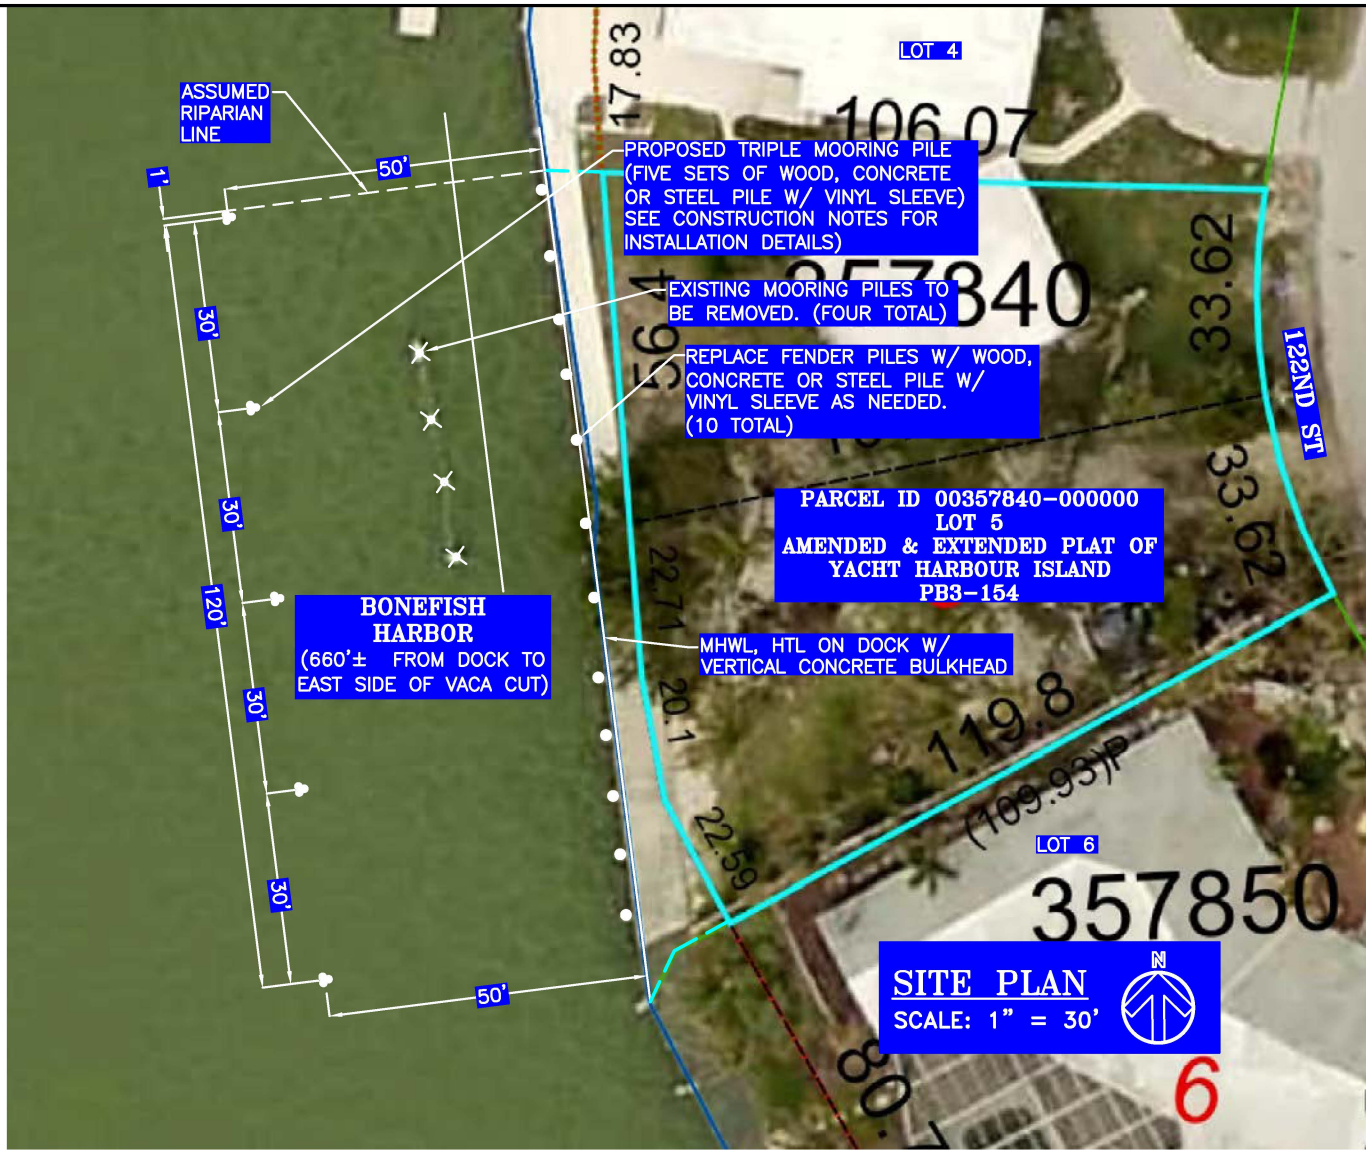 LOT 4
17.83
106.07
ASSUMED
RIPARIAN
LINE
1'
50'
PROPOSED TRIPLE MOORING PILE
(FIVE SETS OF WOOD, CONCRETE
OR STEEL PILE W/ VINYL SLEEVE)
SEE CONSTRUCTION NOTES FOR
INSTALLATION DETAILS)
33.62
56.4
357840
EXISTING MOORING PILES TO
BE REMOVED. (FOUR TOTAL)
30'
122ND ST
REPLACE FENDER PILES W/ WOOD,
CONCRETE OR STEEL PILE W/
VINYL SLEEVE AS NEEDED.
(10 TOTAL)
33.62
30'
PARCEL ID 00357840-000000
LOT 5
AMENDED & EXTENDED PLAT OF
YACHT HARBOUR ISLAND
PB3-154
22.71
120'
BONEFISH
HARBOR
(660'± FROM DOCK TO
EAST SIDE OF VACA CUT)
MHWL, HTL ON DOCK W/
VERTICAL CONCRETE BULKHEAD
30'
20.1
119.8
(109.93)P
22.59
LOT 6
357850
30'
50'
SITE PLAN
SCALE: 1" = 30'
N
6
80.7